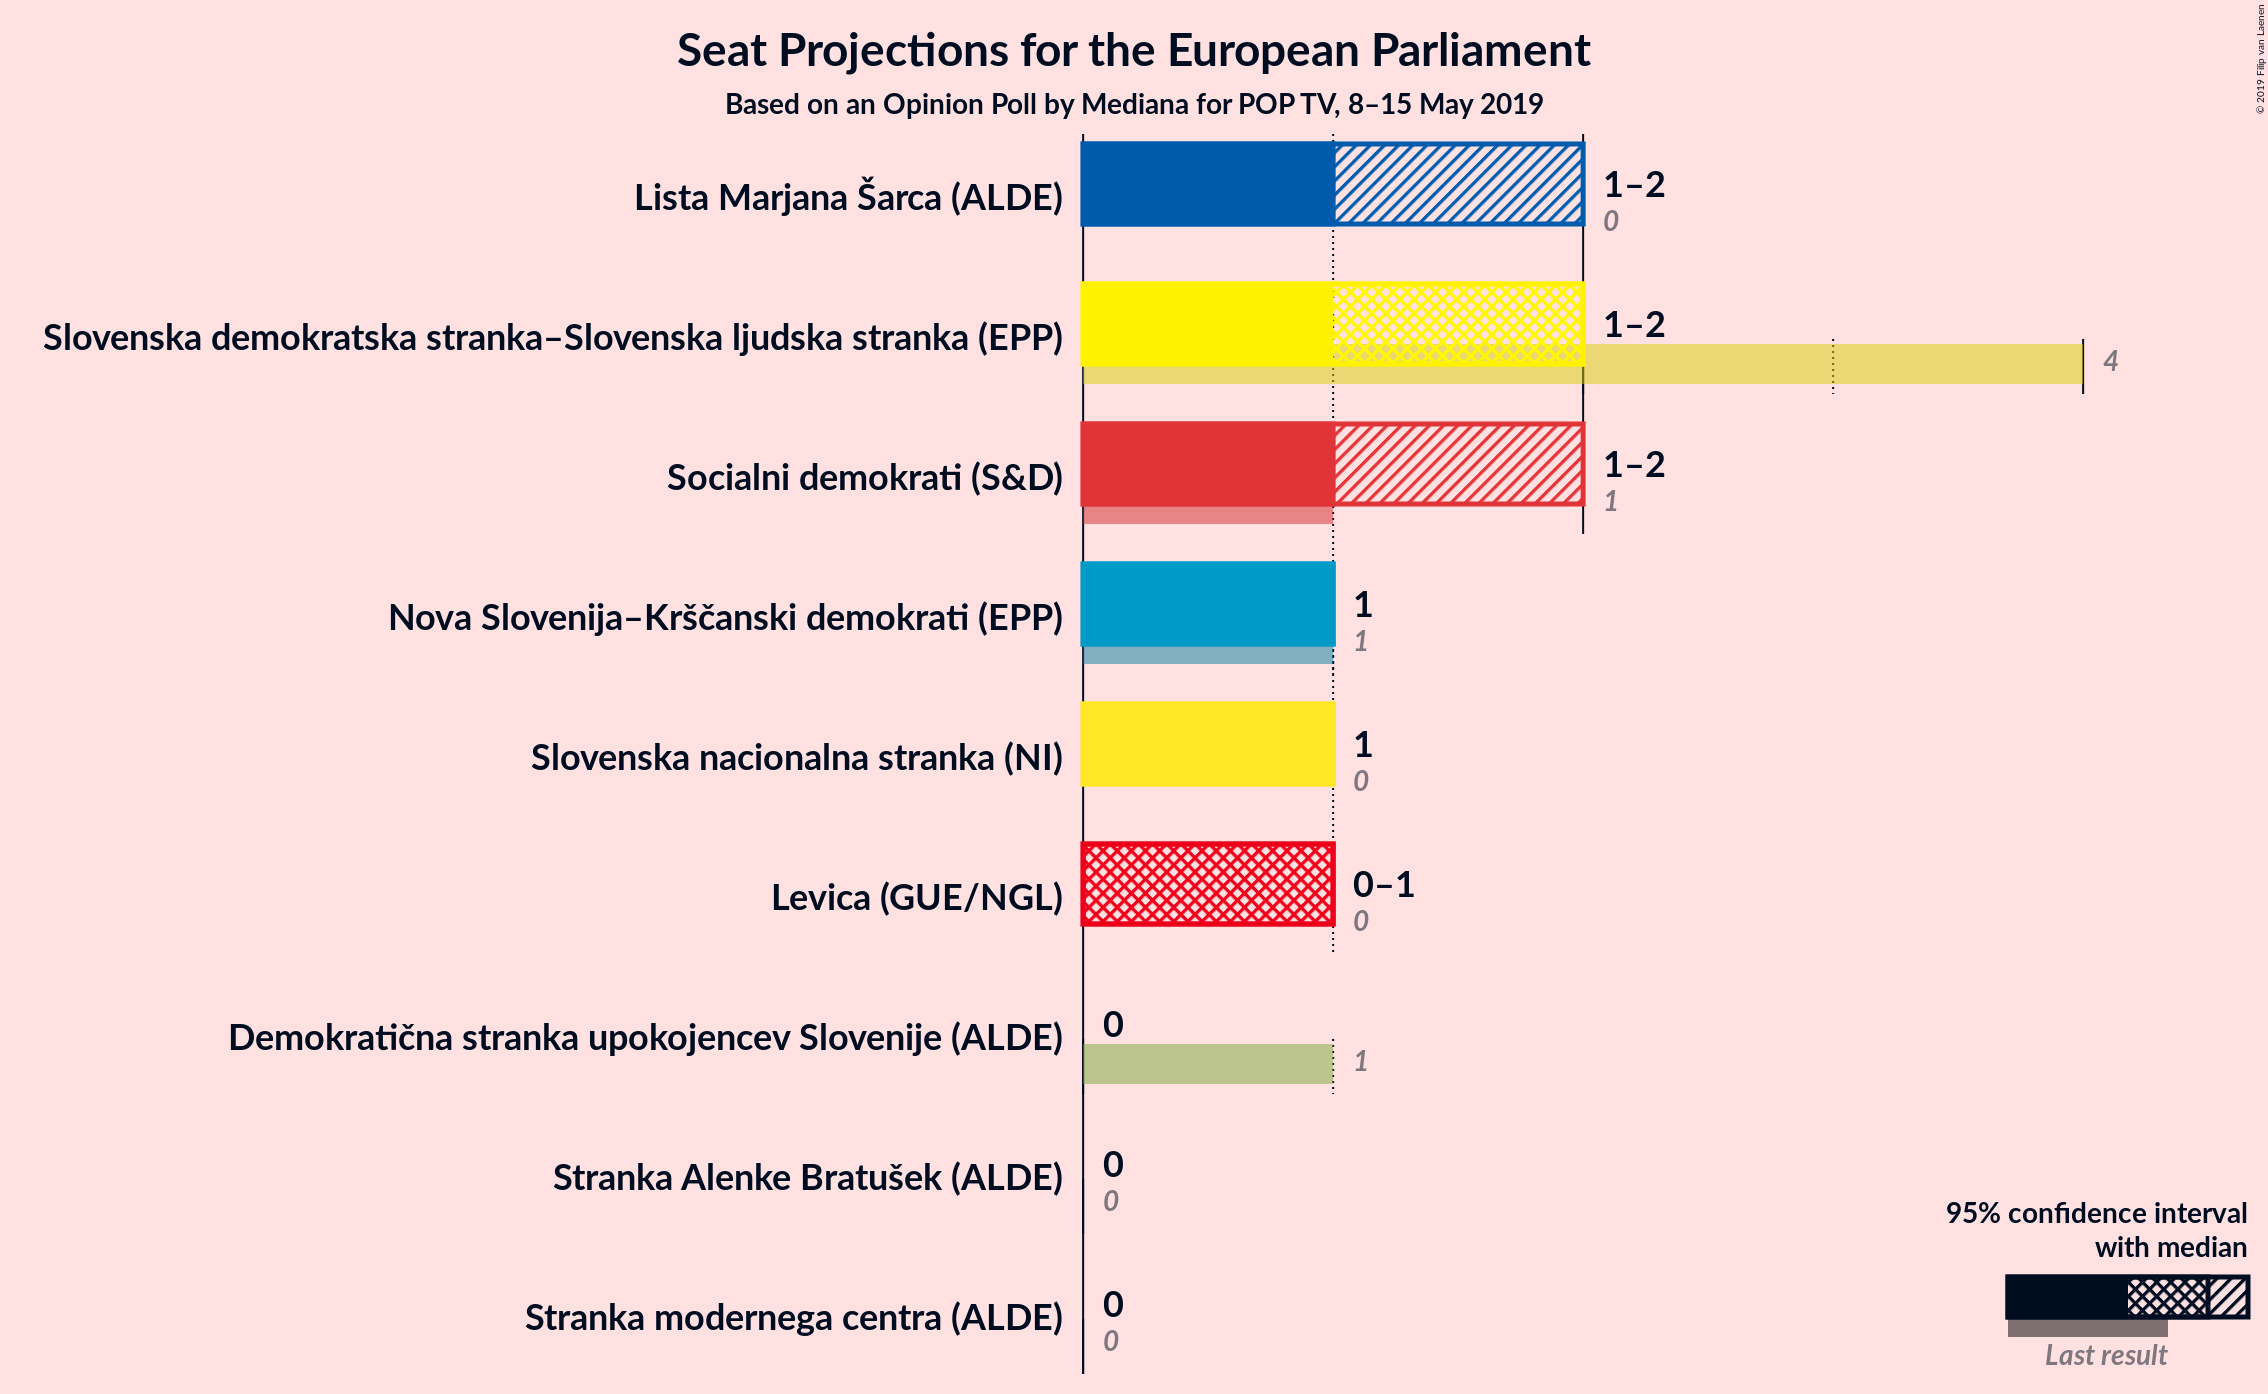 Seat Projections for the European Parliament
Based on an Opinion Poll by Mediana for POP TV, 8–15 May 2019
© 2019 Filip van Laenen
Lista Marjana Šarca (ALDE)
1–2
0
Slovenska demokratska stranka–Slovenska ljudska stranka (EPP)
1–2
4
Socialni demokrati (S&D)
1–2
1
Nova Slovenija–Krščanski demokrati (EPP)
1
1
Slovenska nacionalna stranka (NI)
1
0
Levica (GUE/NGL)
0–1
0
Demokratična stranka upokojencev Slovenije (ALDE)
0
1
Stranka Alenke Bratušek (ALDE)
0
0
Stranka modernega centra (ALDE)
0
0
95% confidence interval
with median
Last result